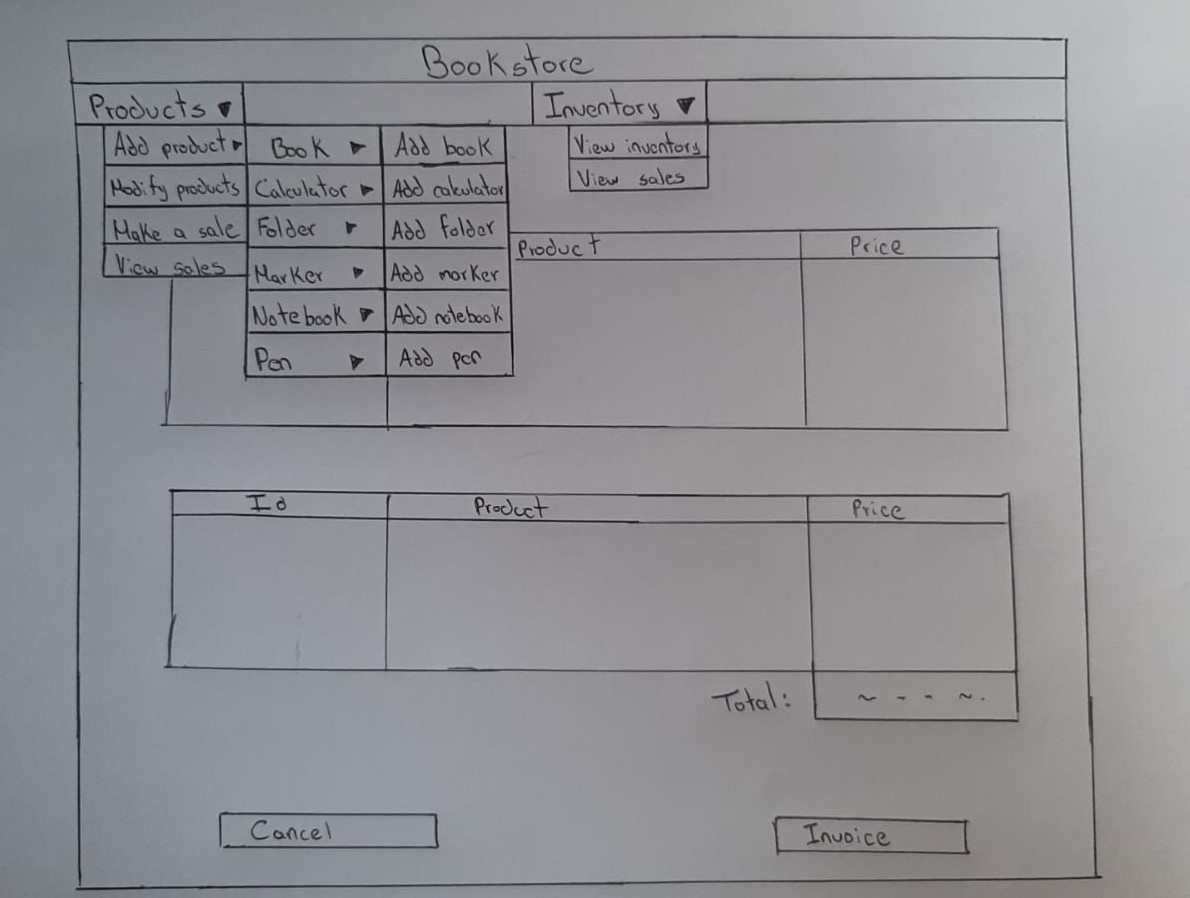 Bookstore
Products Inventory
Add product Book Add book View inventory
Modify products Calculator Add calculator View sales
Make a sale Folder Add folder Product Price
View sales Marker Add marker
Notebook Add notebook
Pen Add pen
Id Product Price
Total:
Cancel Invoice